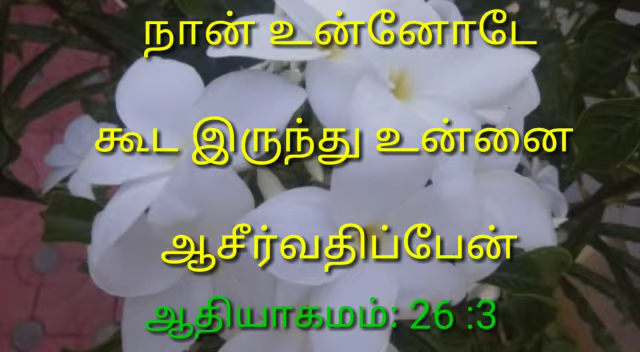 நான் உன்னோடே
கூட இருந்து உன்னை
ஆசீர்வதிப்பேன்
ஆதியாகமம்: 26 :3